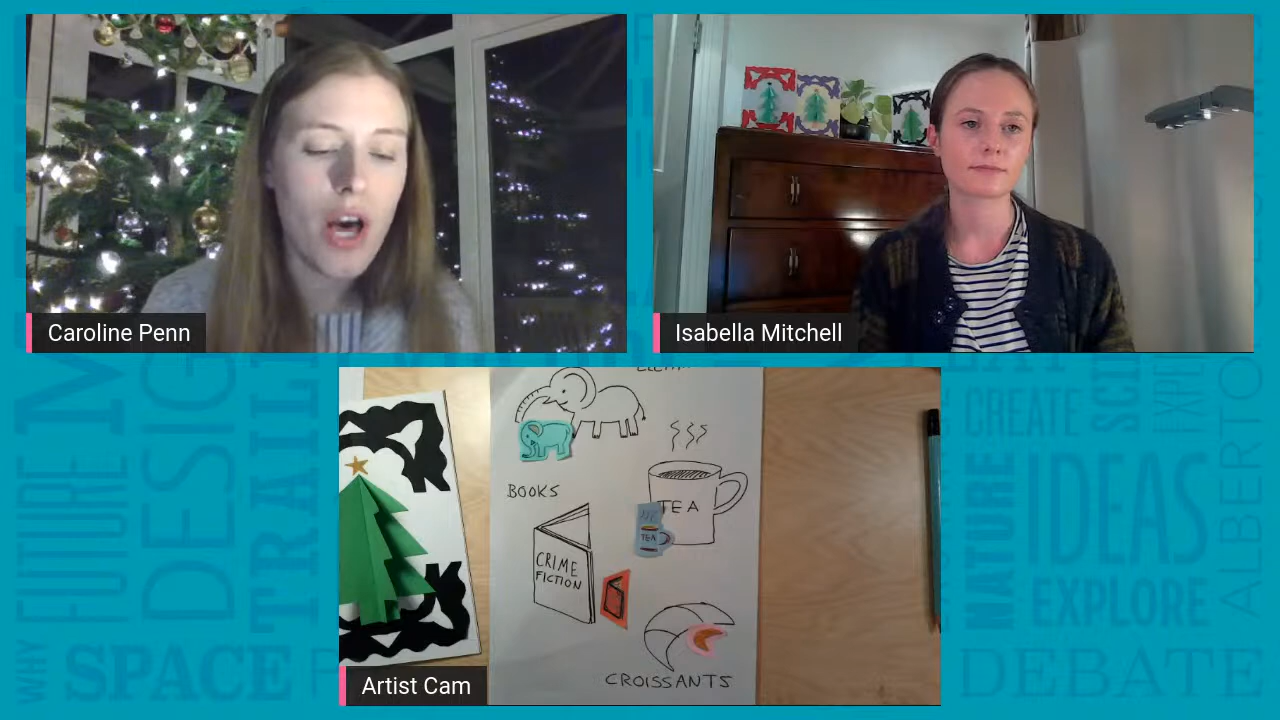 Caroline Penn
Isabella Mitchell
BOOKS
TEA
TEA
CRIME
FICTION
CROISSANTS
Artist Cam
WHY
FUTURE
DESIGN
TRAIL
SPACE
CREATE
IDEAS
NATURE
EXPLORE
ALBERTO
DEBATE